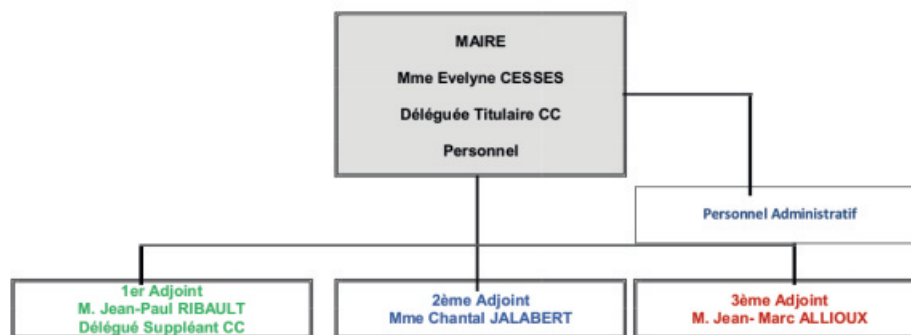 MAIRE
Mme Evelyne CESSES
Déléguée Titulaire CC
Personnel
Personnel Administratif
1er Adjoint
M. Jean-Paul RIBAULT
Délégué Suppléant CC
2ème Adjoint
Mme Chantal JALABERT
3ème Adjoint
M. Jean- Marc ALLIOUX